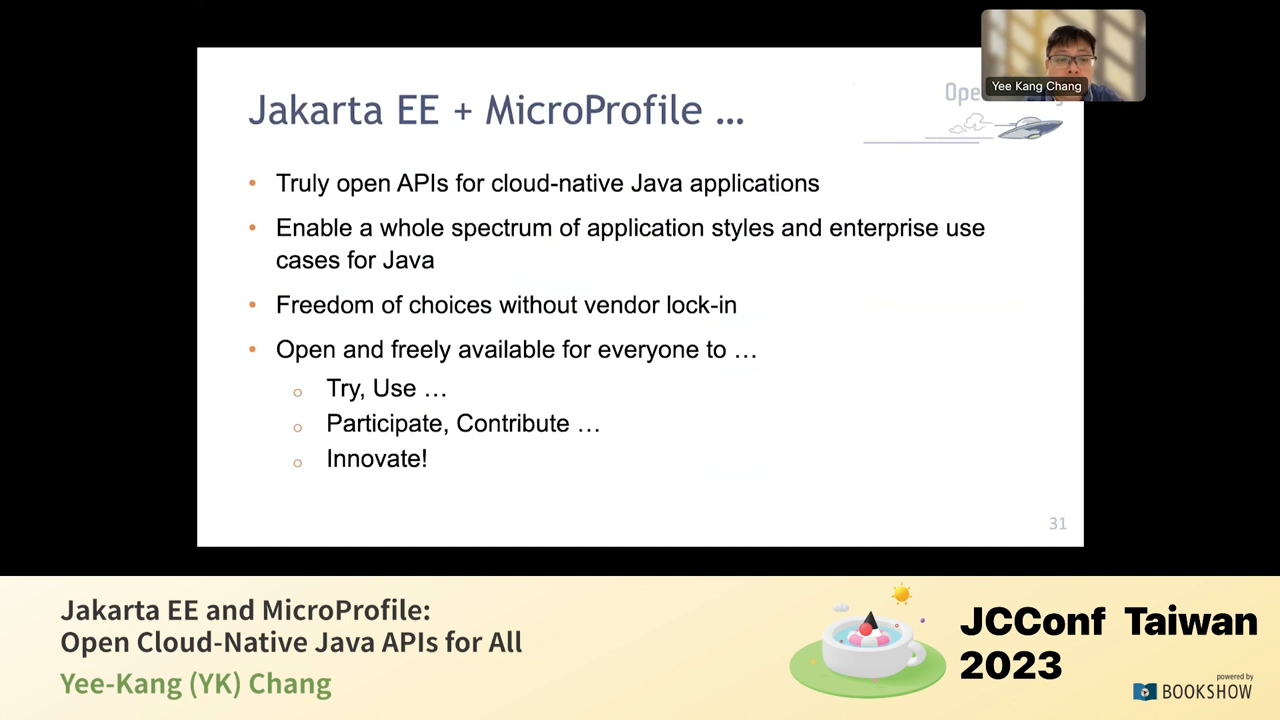 Jakarta EE + MicroProfile ...
Yee Kang Chang
• Truly open APIs for cloud-native Java applications
• Enable a whole spectrum of application styles and enterprise use
cases for Java
• Freedom of choices without vendor lock-in
• Open and freely available for everyone to …
○ Try, Use …
○ Participate, Contribute …
○ Innovate!
31
Jakarta EE and MicroProfile:
Open Cloud-Native Java APIs for All
Yee-Kang (YK) Chang
JCConf Taiwan
2023
powered by
BOOKSHOW